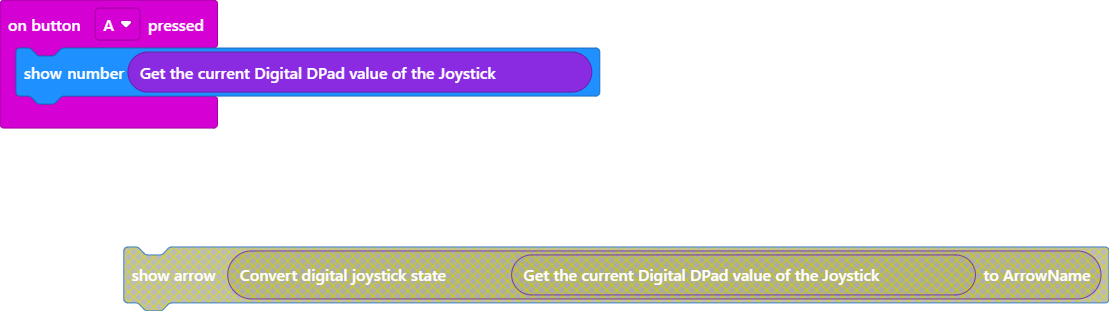 on button A pressed
show number Get the current Digital DPad value of the Joystick
show arrow Convert digital joystick state Get the current Digital DPad value of the Joystick to ArrowName